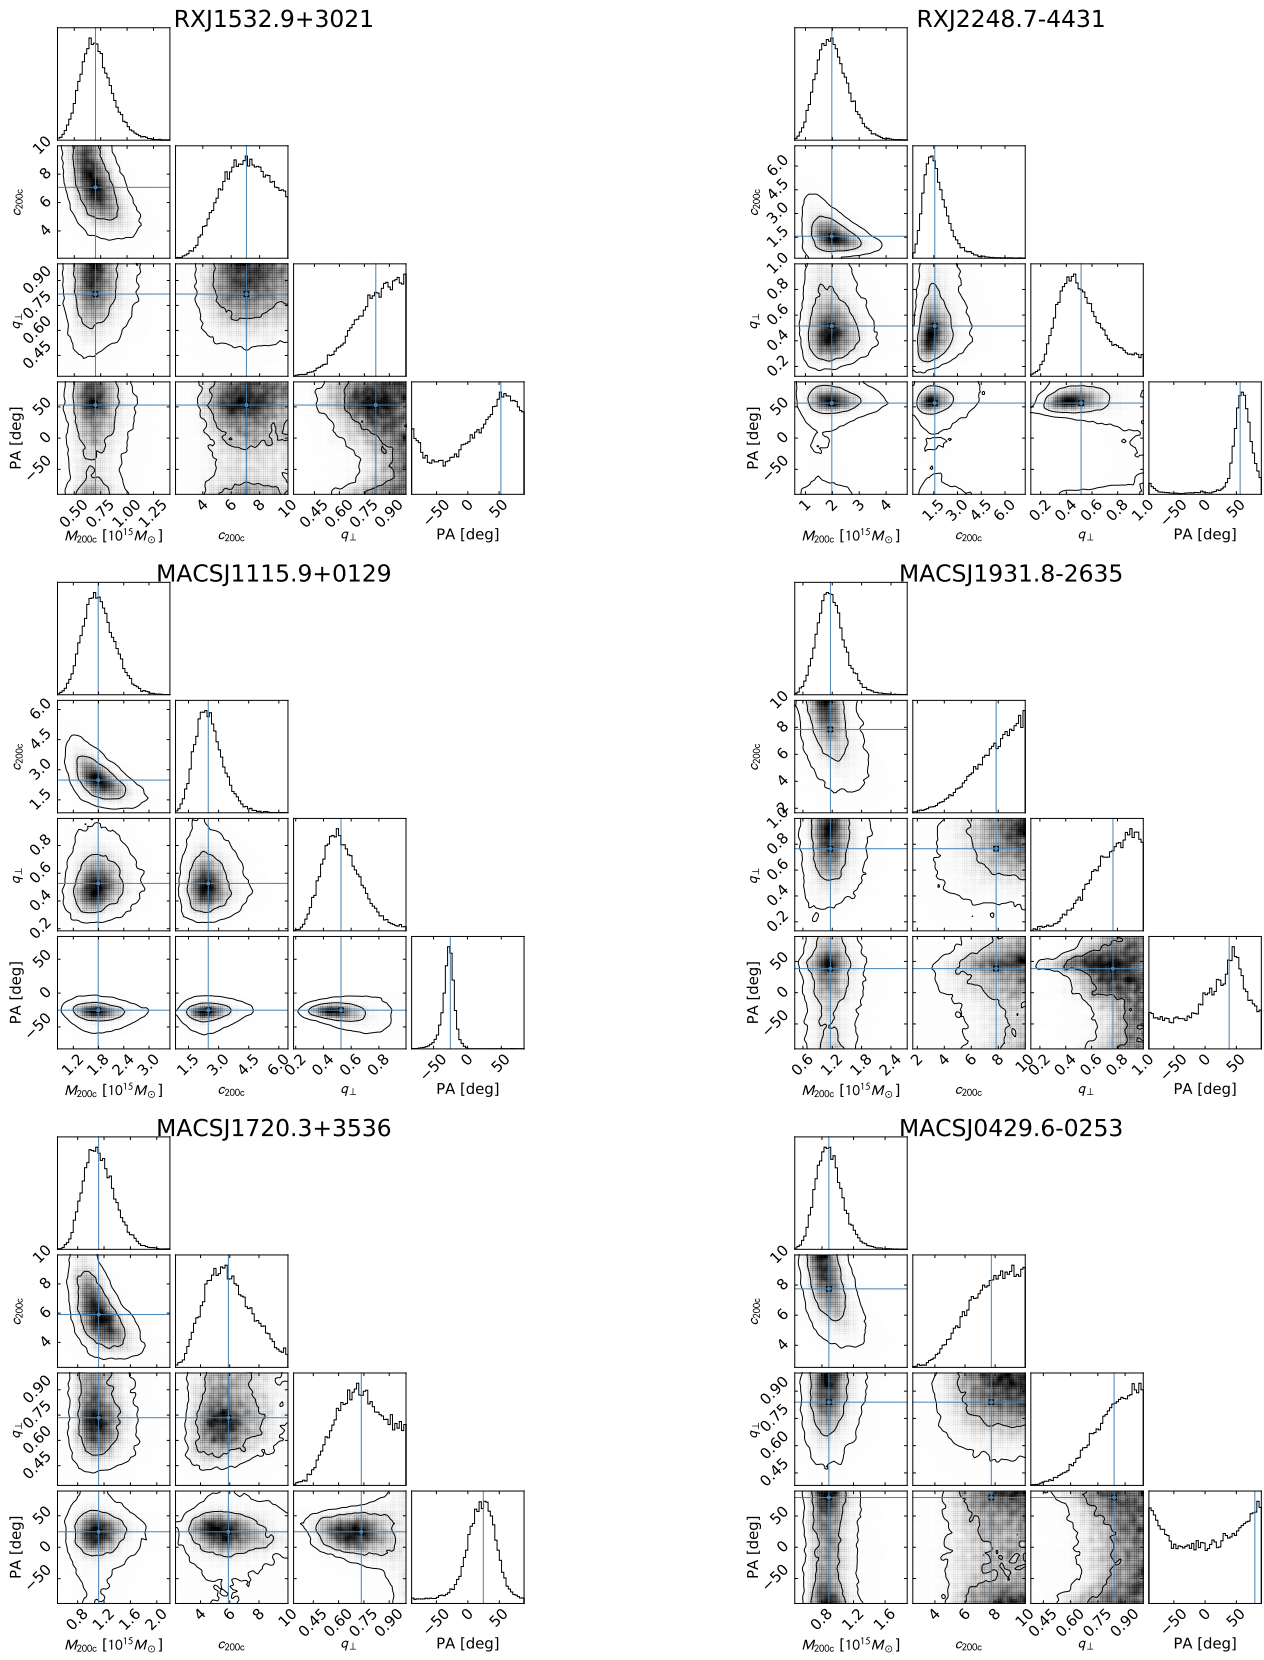 RXJ1532.9+3021
RXJ2248.7-4431
10
8
6
4
c200c
6.0
4.5
3.0
1.5
0
c200c
0.90
0.75
0.60
0.45
q⊥
1.0
0.8
0.6
0.4
0.2
q⊥
50
0
−50
PA [deg]
50
0
−50
PA [deg]
0.50 0.75 1.00 1.25 4 6 8 10 0.45 0.60 0.75 0.90 −50 0 50
1 2 3 4 1.5 3.0 4.5 6.0 0.2 0.4 0.6 0.8 1.0 −50 0 50
M200c [10^15 M⊙] c200c q⊥ PA [deg]
M200c [10^15 M⊙] c200c q⊥ PA [deg]
MACSJ1115.9+0129
MACSJ1931.8-2635
6.0
4.5
3.0
1.5
c200c
10
8
6
4
2
c200c
0.8
0.6
0.4
0.2
q⊥
1.0
0.8
0.6
0.4
0.2
q⊥
50
0
−50
PA [deg]
50
0
−50
PA [deg]
1.2 1.8 2.4 3.0 1.5 3.0 4.5 6.0 0.2 0.4 0.6 0.8 −50 0 50
0.6 1.2 1.8 2.4 2 4 6 8 10 0.2 0.4 0.6 0.8 1.0 −50 0 50
M200c [10^15 M⊙] c200c q⊥ PA [deg]
M200c [10^15 M⊙] c200c q⊥ PA [deg]
MACSJ1720.3+3536
MACSJ0429.6-0253
10
8
6
4
c200c
10
8
6
4
c200c
0.90
0.75
0.60
0.45
q⊥
0.90
0.75
0.60
0.45
q⊥
50
0
−50
PA [deg]
50
0
−50
PA [deg]
0.8 1.2 1.6 2.0 4 6 8 10 0.45 0.60 0.75 0.90 −50 0 50
0.8 1.2 1.6 4 6 8 10 0.45 0.60 0.75 0.90 −50 0 50
M200c [10^15 M⊙] c200c q⊥ PA [deg]
M200c [10^15 M⊙] c200c q⊥ PA [deg]